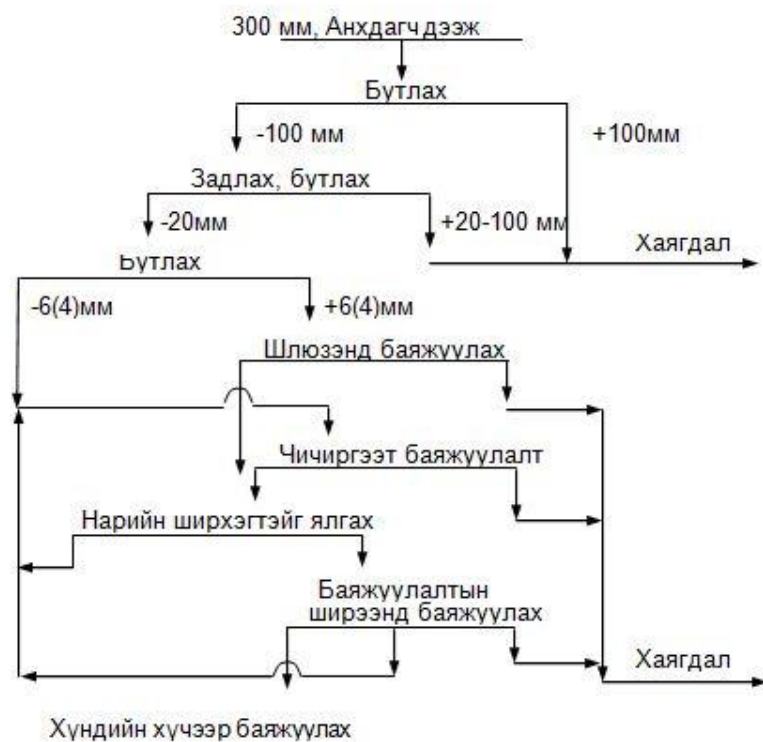 300 мм, Анхдагч дээж
Бутлах
-100 мм
+100мм
Задлах, бутлах
-20мм
+20-100 мм
Хаягдал
Бутлах
-6(4)мм
+6(4)мм
Шлюзэнд баяжуулах
Чичиргээт баяжуулалт
Нарийн ширхэгтэйг ялгах
Баяжуулалтын
ширээнд баяжуулах
Хаягдал
Хүндийн хүчээр баяжуулах